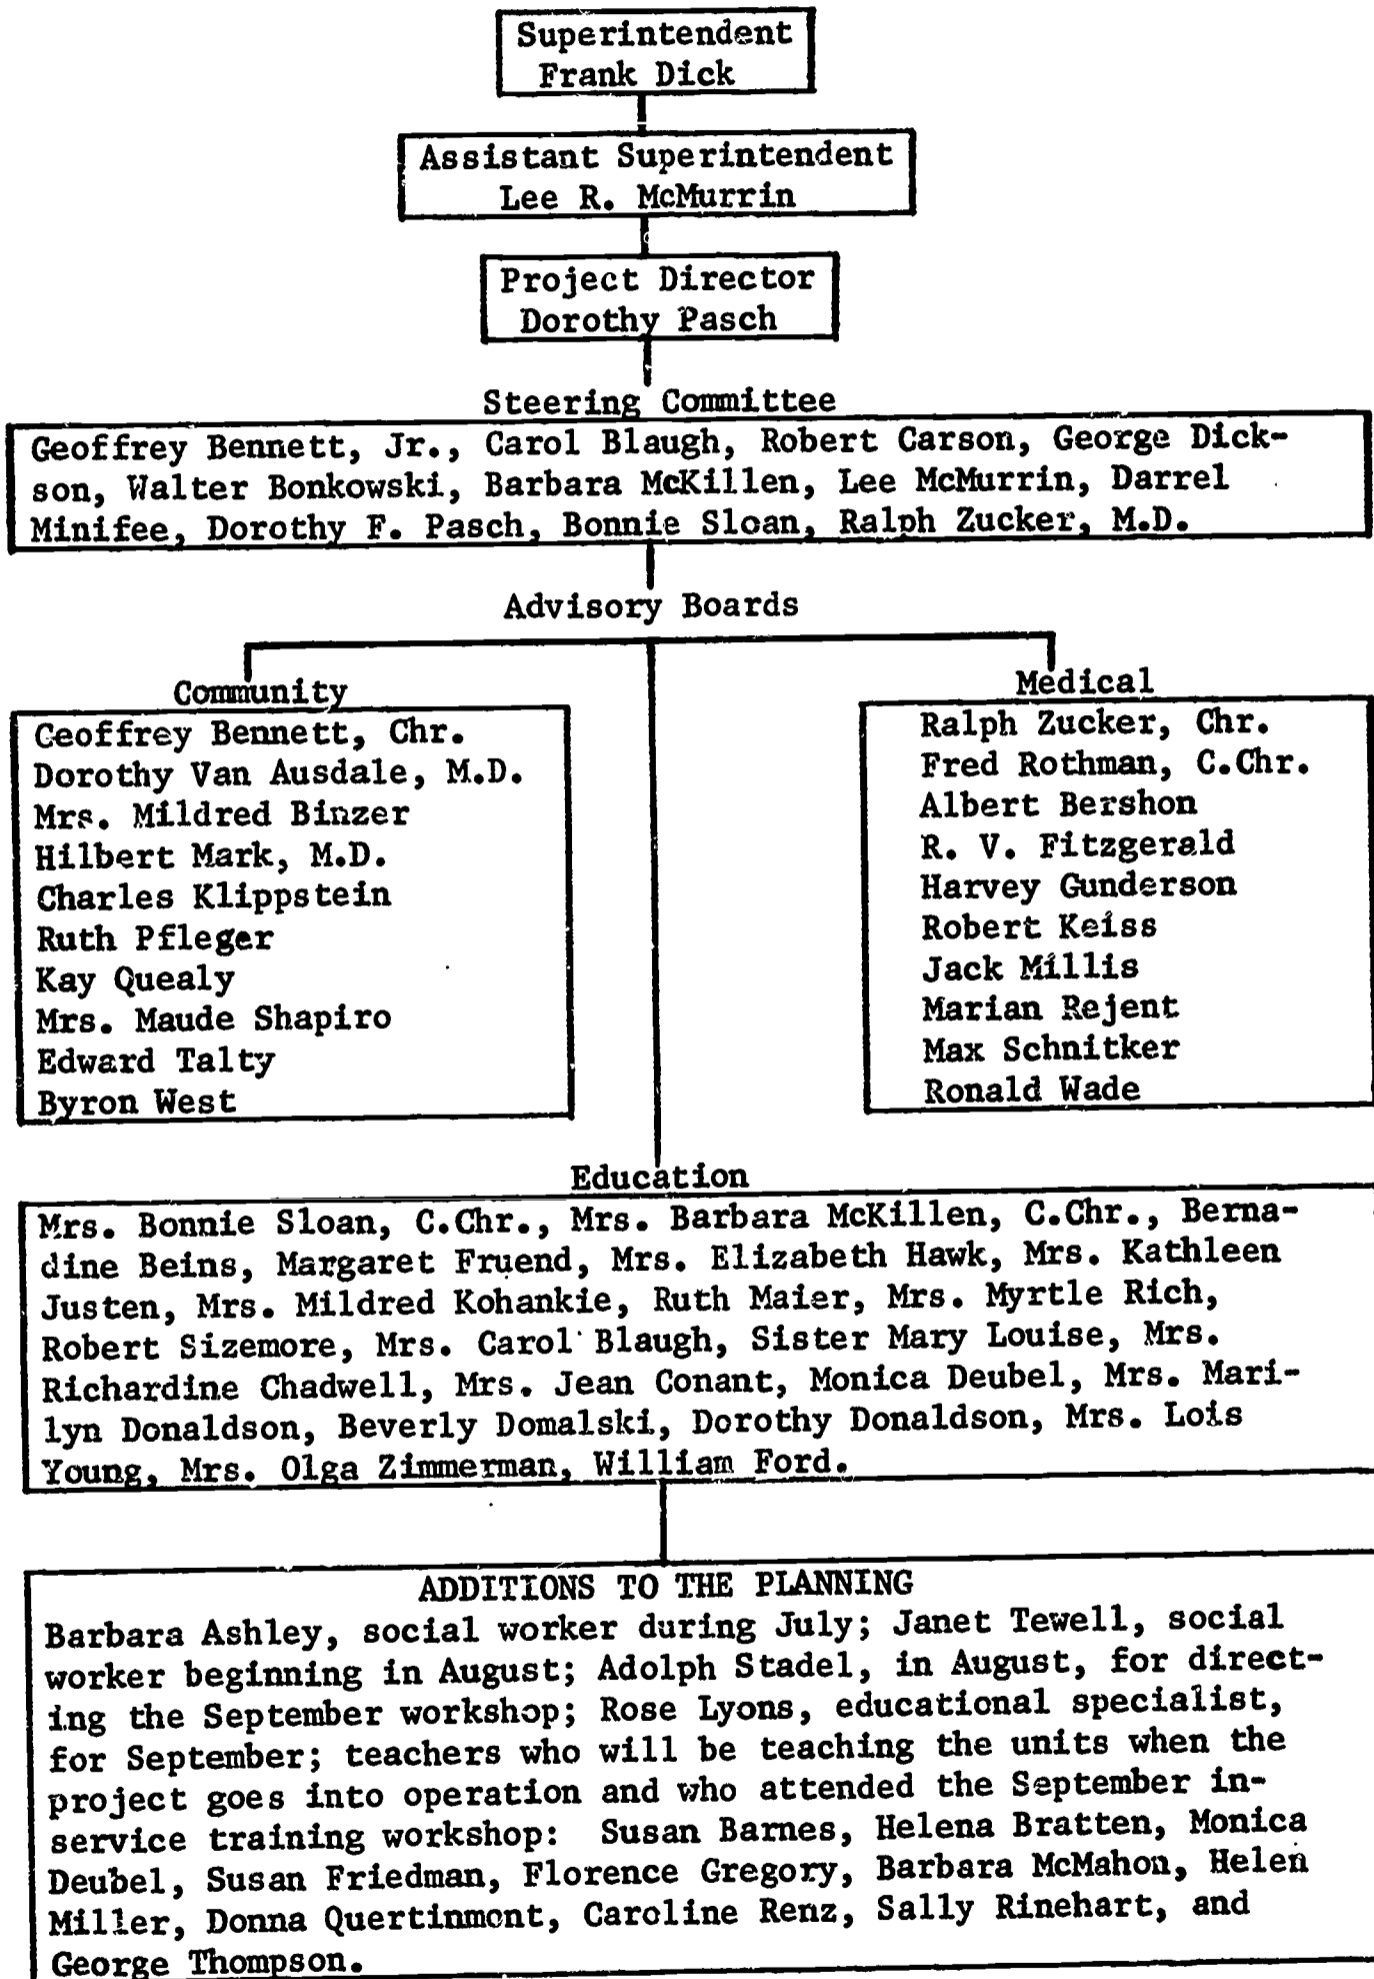 Superintendent
Frank Dick
Assistant Superintendent
Lee R. McMurrin
Project Director
Dorothy Pasch
Steering Committee
Geoffrey Bennett, Jr., Carol Blaugh, Robert Carson, George Dick-
son, Walter Bonkowski, Barbara McKillen, Lee McMurrin, Darrel
Minifee, Dorothy F. Pasch, Bonnie Sloan, Ralph Zucker, M.D.
Advisory Boards
Community
Geoffrey Bennett, Chr.
Dorothy Van Ausdale, M.D.
Mrs. Mildred Binzer
Hilbert Mark, M.D.
Charles Klippstein
Ruth Pfleger
Kay Quealy
Mrs. Maude Shapiro
Edward Talty
Byron West
Medical
Ralph Zucker, Chr.
Fred Rothman, C.Chr.
Albert Bershon
R. V. Fitzgerald
Harvey Gunderson
Robert Keiss
Jack Millis
Marian Rejent
Max Schnitker
Ronald Wade
Education
Mrs. Bonnie Sloan, C.Chr., Mrs. Barbara McKillen, C.Chr., Berna-
dine Beins, Margaret Fruend, Mrs. Elizabeth Hawk, Mrs. Kathleen
Justen, Mrs. Mildred Kohankie, Ruth Maier, Mrs. Myrtle Rich,
Robert Sizemore, Mrs. Carol Blaugh, Sister Mary Louise, Mrs.
Richardine Chadwell, Mrs. Jean Conant, Monica Deubel, Mrs. Mari-
lyn Donaldson, Beverly Domalski, Dorothy Donaldson, Mrs. Lois
Young, Mrs. Olga Zimmerman, William Ford.
ADDITIONS TO THE PLANNING
Barbara Ashley, social worker during July; Janet Tewell, social
worker beginning in August; Adolph Stadel, in August, for direct-
ing the September workshop; Rose Lyons, educational specialist,
for September; teachers who will be teaching the units when the
project goes into operation and who attended the September in-
service training workshop: Susan Barnes, Helena Bratten, Monica
Deubel, Susan Friedman, Florence Gregory, Barbara McMahon, Helen
Miller, Donna Quertinmont, Caroline Renz, Sally Rinehart, and
George Thompson.